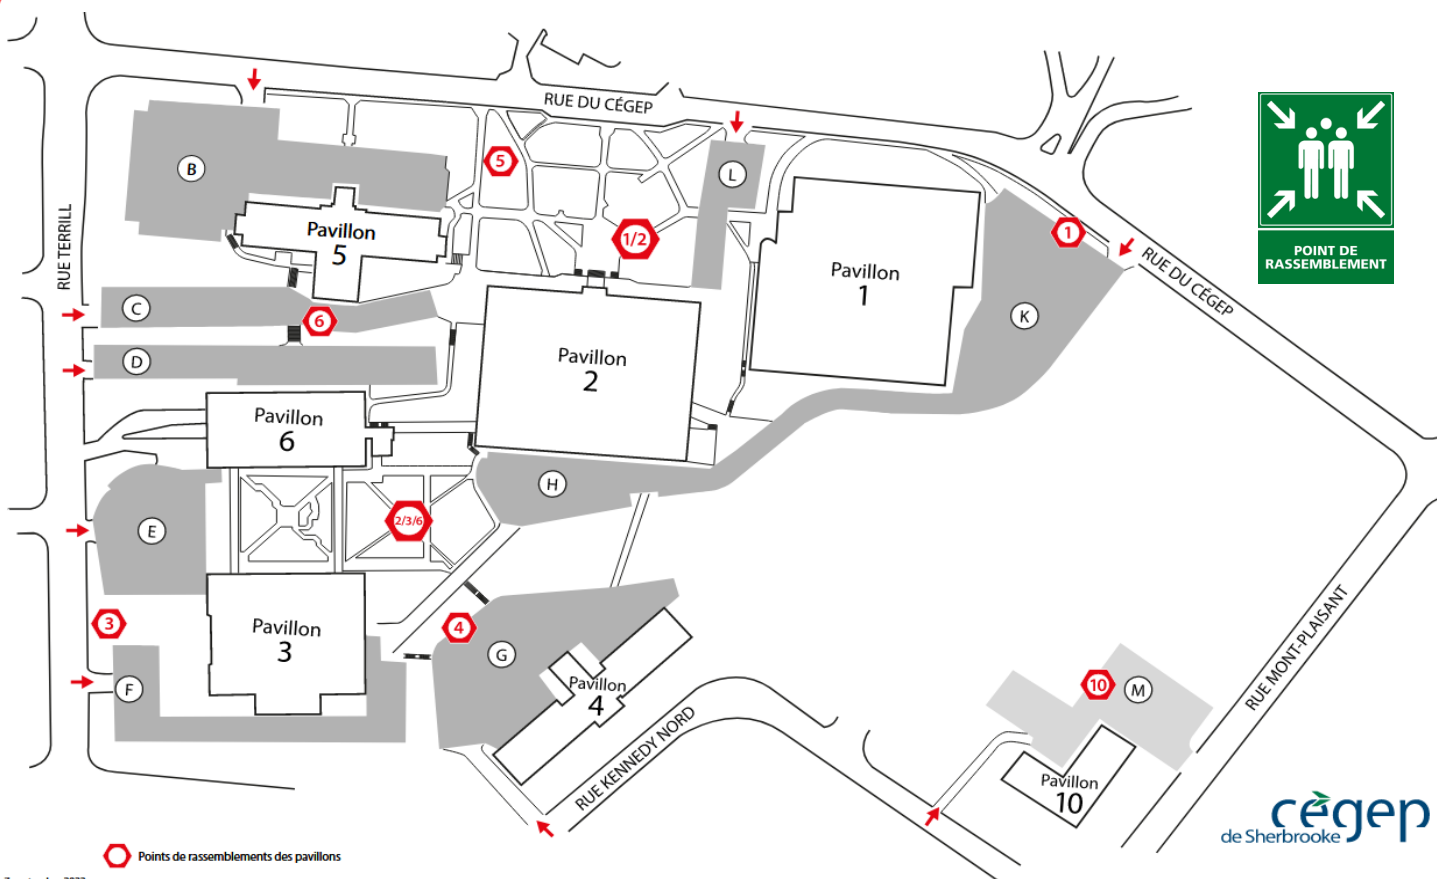 RUE DU CÉGEP
B
5
L
RUE TERRILL
Pavillon
5
1/2
1
POINT DE
RASSEMBLEMENT
Pavillon
1
RUE DU CÉGEP
C
6
K
D
Pavillon
2
Pavillon
6
H
E
2/3/6
3
Pavillon
3
4
G
F
Pavillon
4
RUE KENNEDY NORD
10
M
RUE MONT-PLAISANT
Pavillon
10
cégep
de Sherbrooke
Points de rassemblements des pavillons